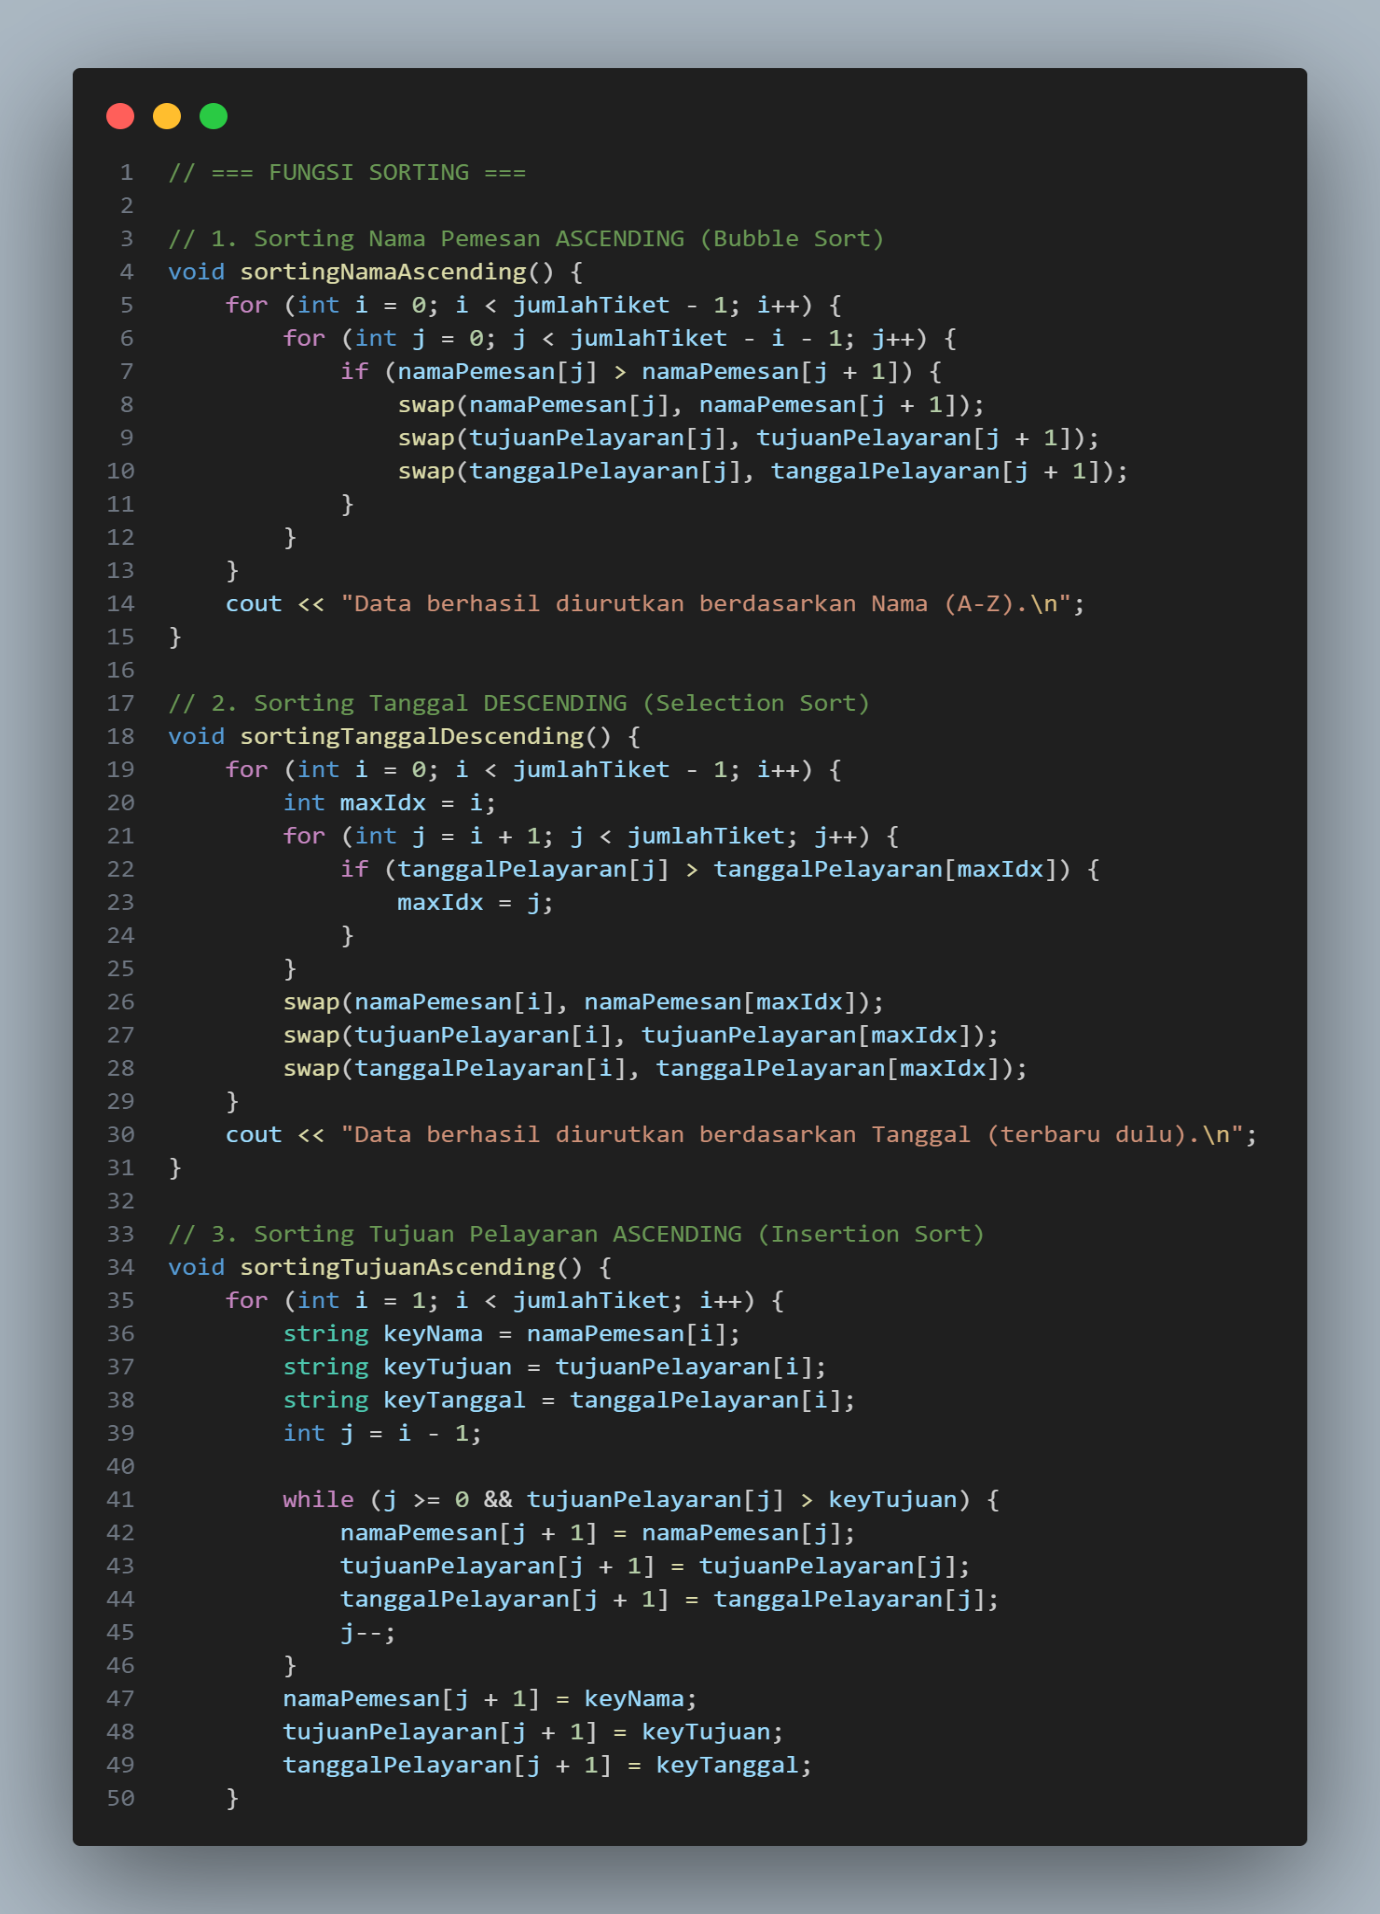 1 // === FUNGSI SORTING ===
2
3 // 1. Sorting Nama Pemesan ASCENDING (Bubble Sort)
4 void sortingNamaAscending() {
5     for (int i = 0; i < jumlahTiket - 1; i++) {
6         for (int j = 0; j < jumlahTiket - i - 1; j++) {
7             if (namaPemesan[j] > namaPemesan[j + 1]) {
8                 swap(namaPemesan[j], namaPemesan[j + 1]);
9                 swap(tujuanPelayaran[j], tujuanPelayaran[j + 1]);
10                 swap(tanggalPelayaran[j], tanggalPelayaran[j + 1]);
11             }
12         }
13     }
14     cout << "Data berhasil diurutkan berdasarkan Nama (A-Z).\n";
15 }
16
17 // 2. Sorting Tanggal DESCENDING (Selection Sort)
18 void sortingTanggalDescending() {
19     for (int i = 0; i < jumlahTiket - 1; i++) {
20         int maxIdx = i;
21         for (int j = i + 1; j < jumlahTiket; j++) {
22             if (tanggalPelayaran[j] > tanggalPelayaran[maxIdx]) {
23                 maxIdx = j;
24             }
25         }
26         swap(namaPemesan[i], namaPemesan[maxIdx]);
27         swap(tujuanPelayaran[i], tujuanPelayaran[maxIdx]);
28         swap(tanggalPelayaran[i], tanggalPelayaran[maxIdx]);
29     }
30     cout << "Data berhasil diurutkan berdasarkan Tanggal (terbaru dulu).\n";
31 }
32
33 // 3. Sorting Tujuan Pelayaran ASCENDING (Insertion Sort)
34 void sortingTujuanAscending() {
35     for (int i = 1; i < jumlahTiket; i++) {
36         string keyNama = namaPemesan[i];
37         string keyTujuan = tujuanPelayaran[i];
38         string keyTanggal = tanggalPelayaran[i];
39         int j = i - 1;
40
41         while (j >= 0 && tujuanPelayaran[j] > keyTujuan) {
42             namaPemesan[j + 1] = namaPemesan[j];
43             tujuanPelayaran[j + 1] = tujuanPelayaran[j];
44             tanggalPelayaran[j + 1] = tanggalPelayaran[j];
45             j--;
46         }
47         namaPemesan[j + 1] = keyNama;
48         tujuanPelayaran[j + 1] = keyTujuan;
49         tanggalPelayaran[j + 1] = keyTanggal;
50     }